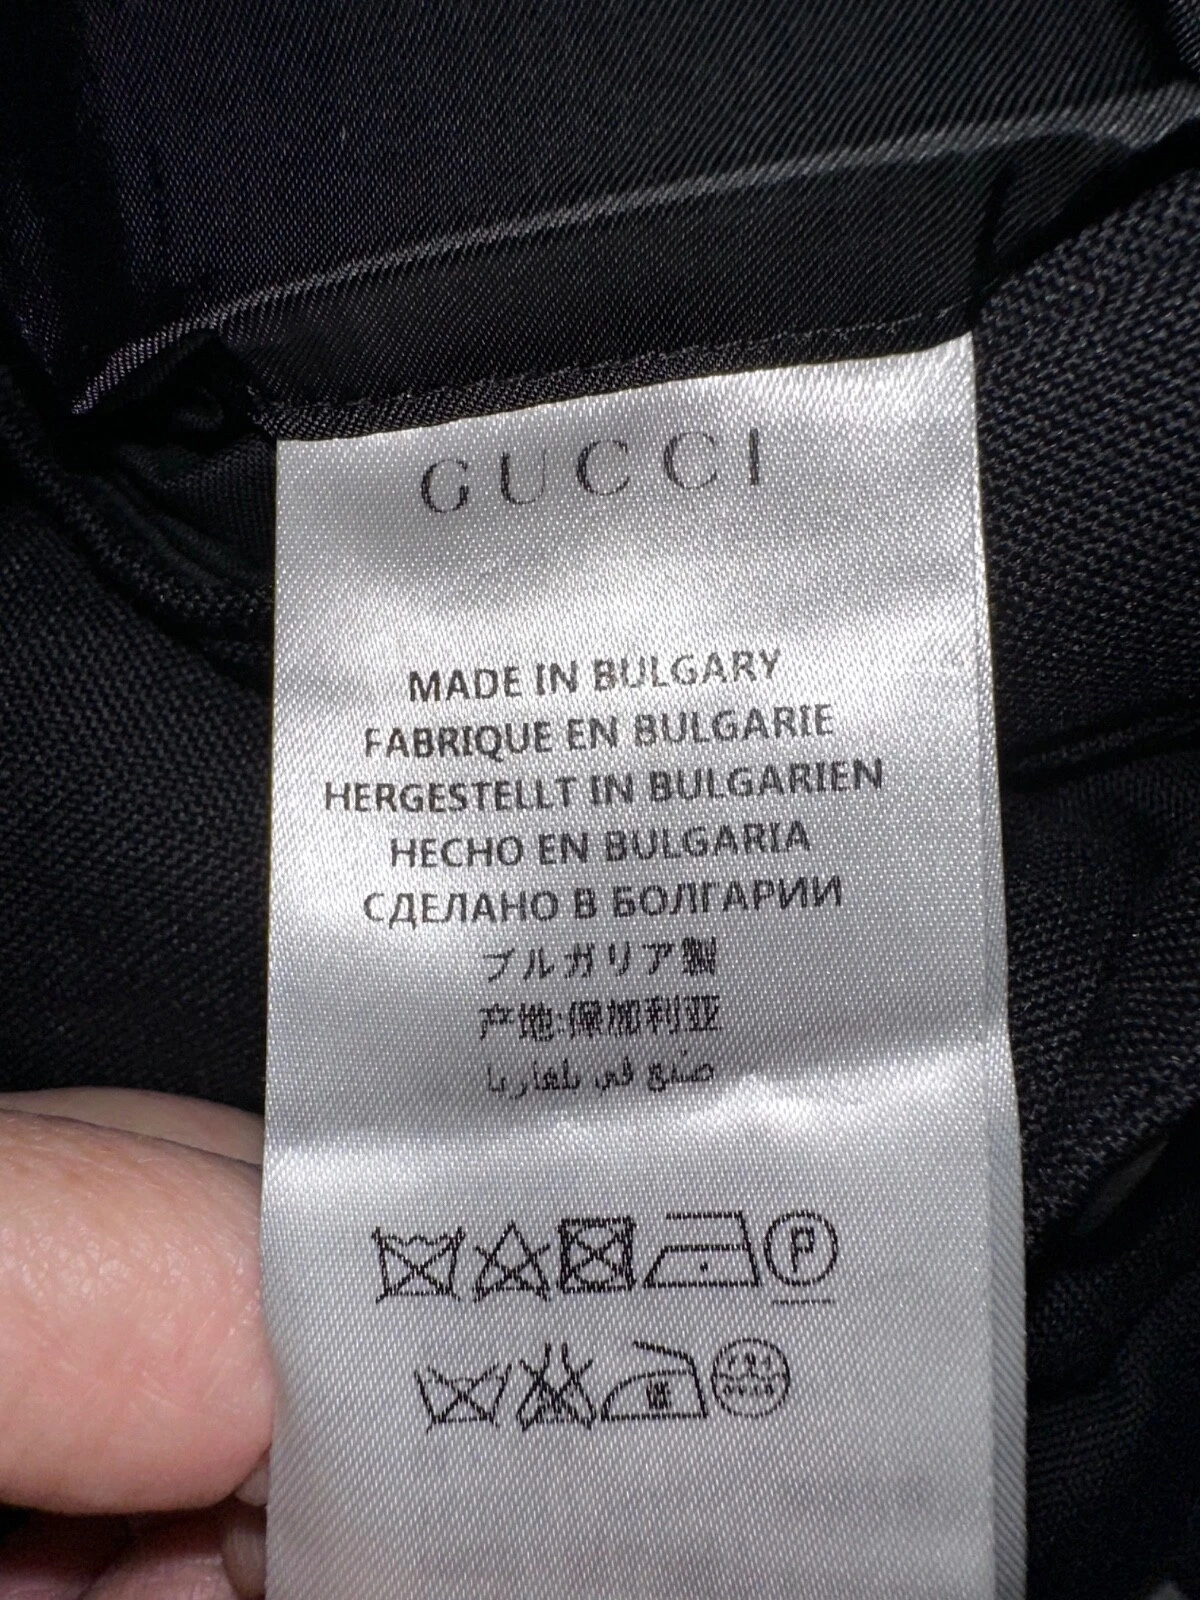 GUCCI
MADE IN BULGARY
FABRIQUE EN BULGARIE
HERGESTELLT IN BULGARIEN
HECHO EN BULGARIA
СДЕЛАНО В БОЛГАРИИ
ブルガリア製
产地:保加利亚
صنع في بلغاريا
P